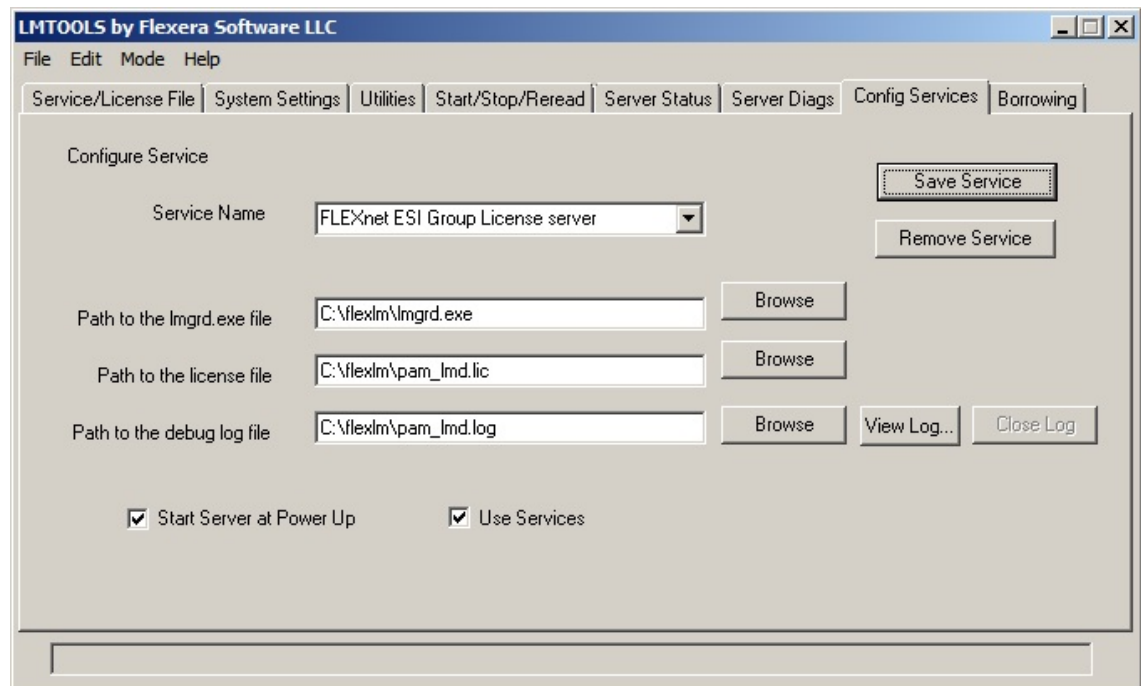 LMTOOLS by Flexera Software LLC
File Edit Mode Help
Service/License File System Settings Utilities Start/Stop/Reread Server Status Server Diags Config Services Borrowing
Configure Service
Save Service
Service Name FLEXnet ESI Group License server
Remove Service
Path to the lmgrd.exe file C:\flexlm\lmgrd.exe Browse
Path to the license file C:\flexlm\pam_lmd.lic Browse
Path to the debug log file C:\flexlm\pam_lmd.log Browse View Log... Close Log
Start Server at Power Up Use Services